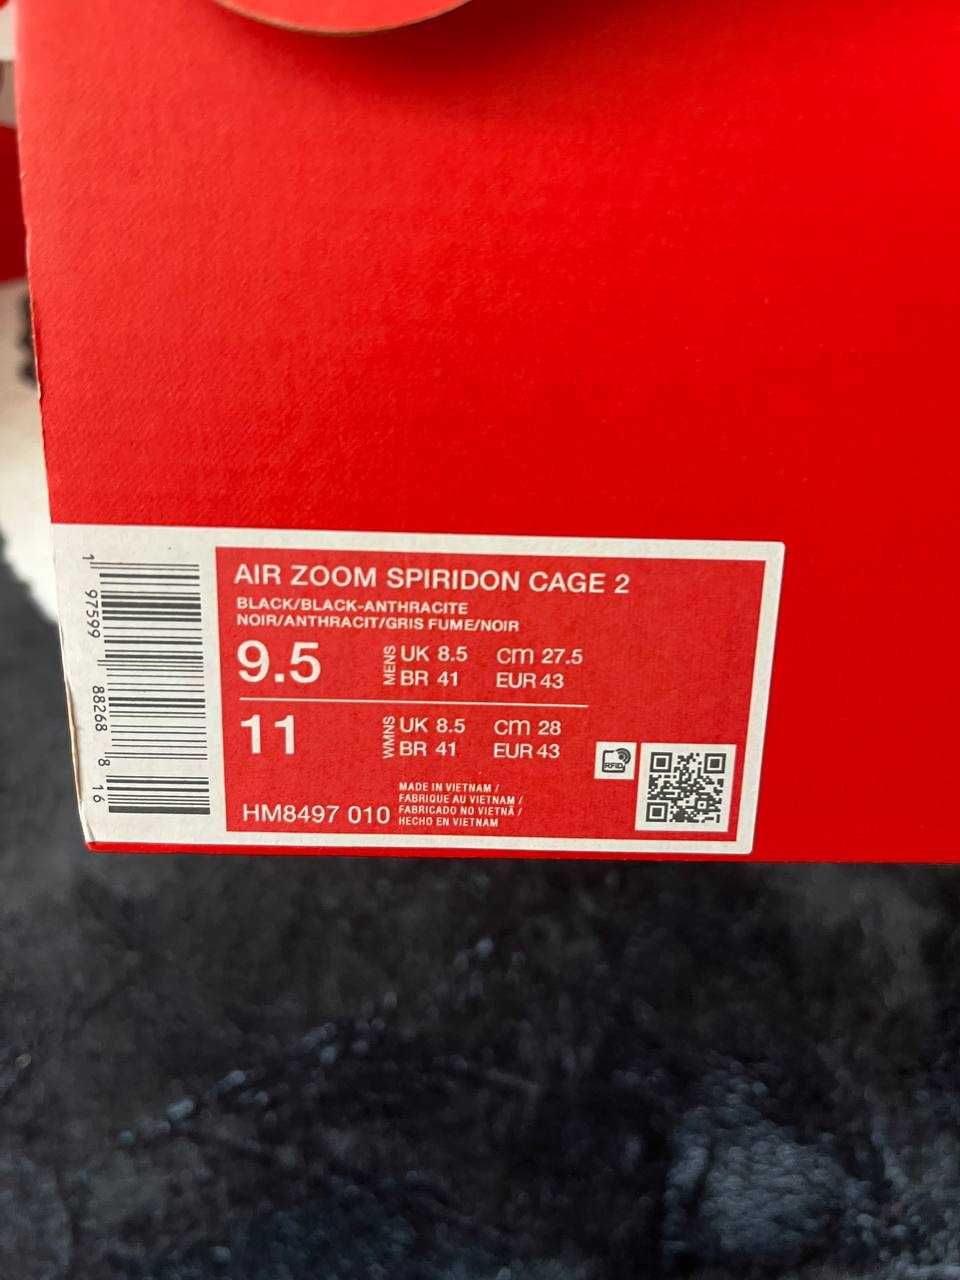 AIR ZOOM SPIRIDON CAGE 2
BLACK/BLACK-ANTHRACITE
NOIR/ANTHRACIT/GRIS FUME/NOIR
9.5
MENS
UK 8.5 cm 27.5
BR 41 EUR 43
11
WMNS
UK 8.5 cm 28
BR 41 EUR 43
RFID
HM8497 010
MADE IN VIETNAM /
FABRIQUE AU VIETNAM /
FABRICADO NO VIETNÃ /
HECHO EN VIETNAM
1 97599 88268 8 16